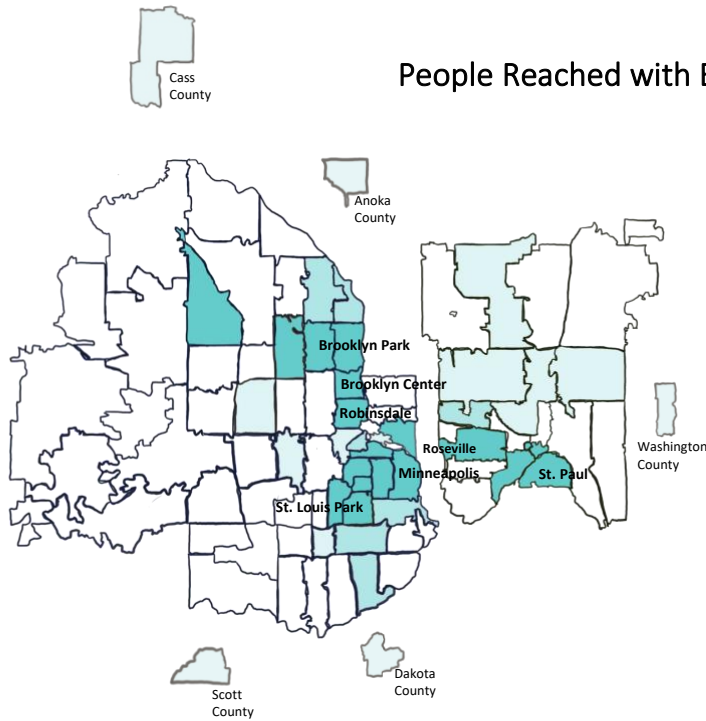 People Reached with E
Cass
County
Anoka
County
Brooklyn Park
Brooklyn Center
Robinsdale
Roseville
Minneapolis
St. Paul
Washington
County
St. Louis Park
Dakota
County
Scott
County